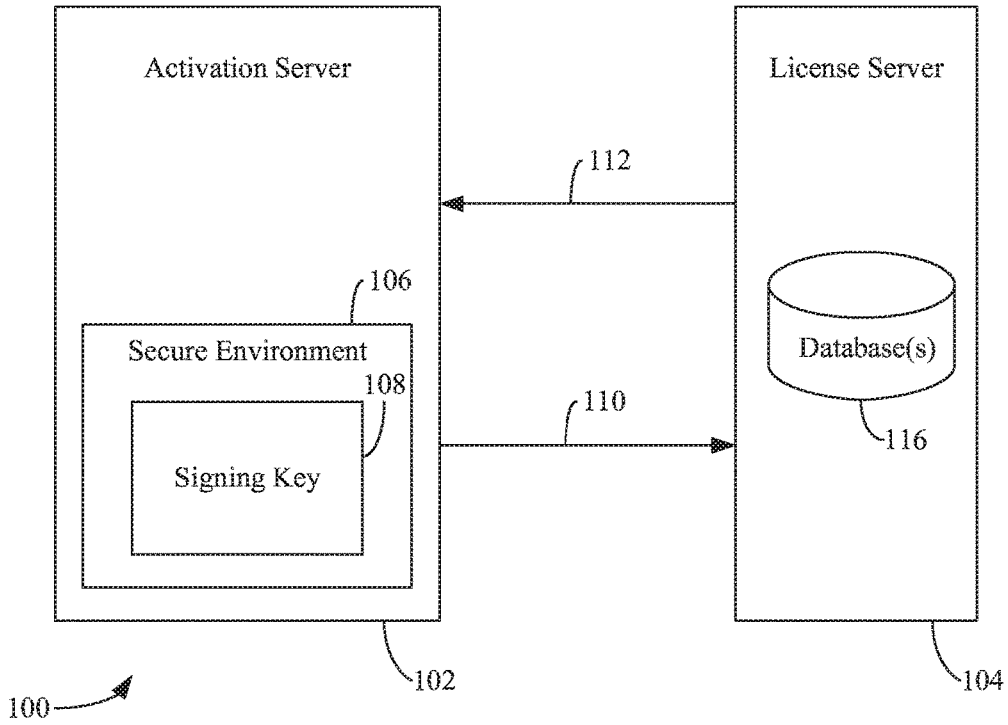 Activation Server
License Server
112
106
Secure Environment
Database(s)
108
110
116
Signing Key
102
104
100